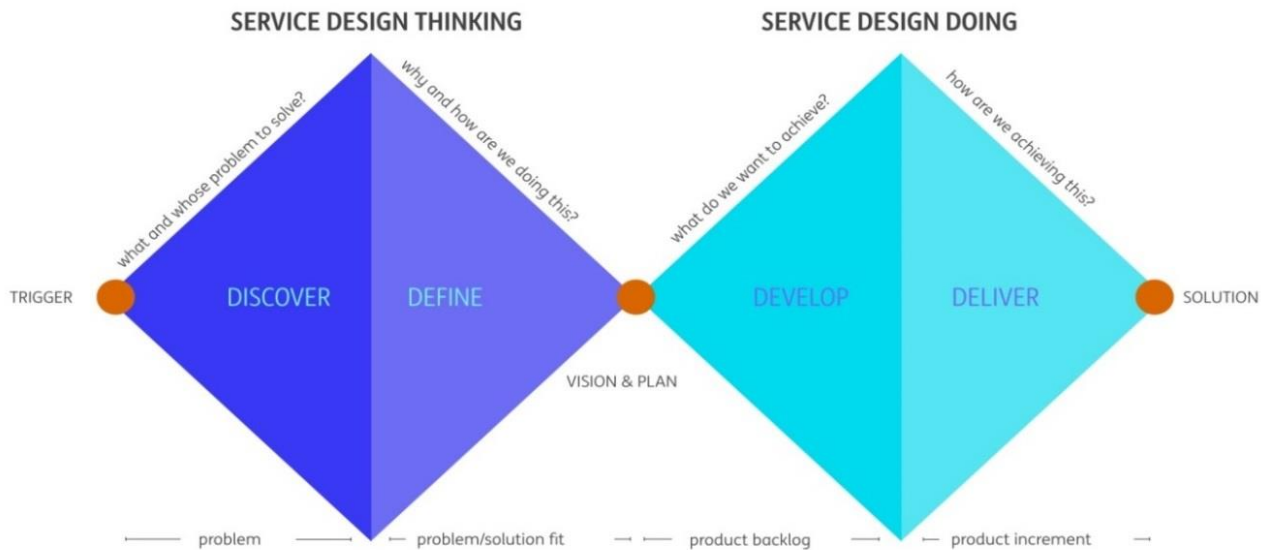 SERVICE DESIGN THINKING
SERVICE DESIGN DOING
what and whose problem to solve?
why and how are we doing this?
what do we want to achieve?
how are we achieving this?
TRIGGER
DISCOVER
DEFINE
DEVELOP
DELIVER
SOLUTION
VISION & PLAN
problem
problem/solution fit
product backlog
product increment